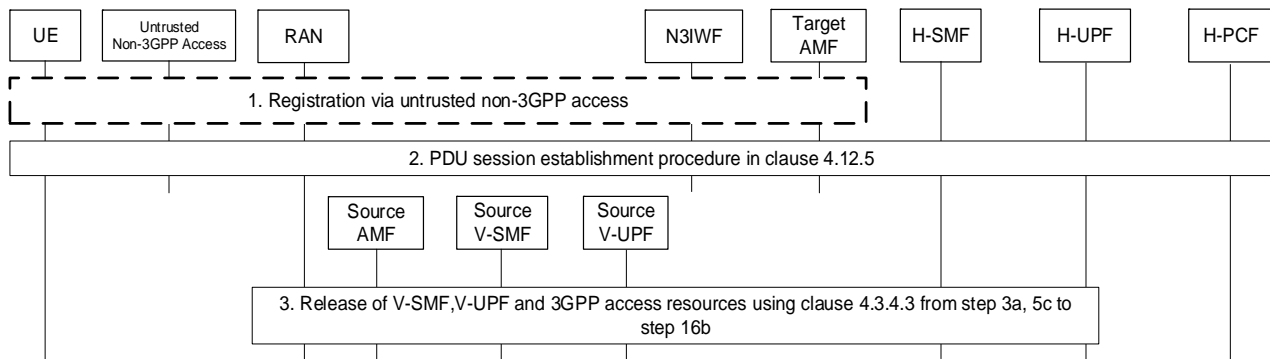 UE
Untrusted
Non-3GPP Access
RAN
N3IWF
Target
AMF
H-SMF
H-UPF
H-PCF
1. Registration via untrusted non-3GPP access
2. PDU session establishment procedure in clause 4.12.5
Source
AMF
Source
V-SMF
Source
V-UPF
3. Release of V-SMF,V-UPF and 3GPP access resources using clause 4.3.4.3 from step 3a, 5c to
step 16b